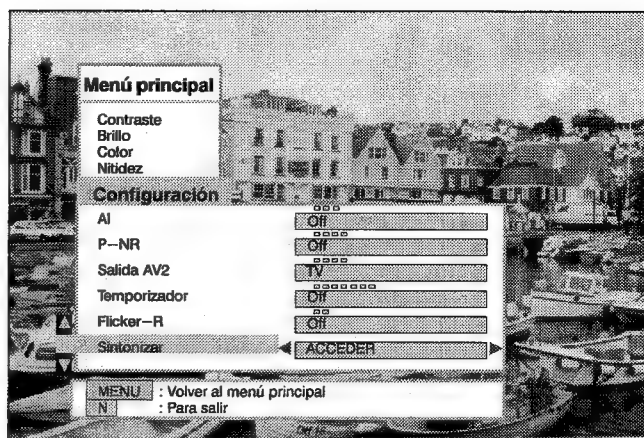 Menú principal
Contraste
Brillo
Color
Nitidez
Configuración
AI Off
P-NR Off
Salida AV2 TV
Temporizador Off
Flicker-R Off
Sintonizar ACCEDER
MENU : Volver al menú principal
N : Para salir